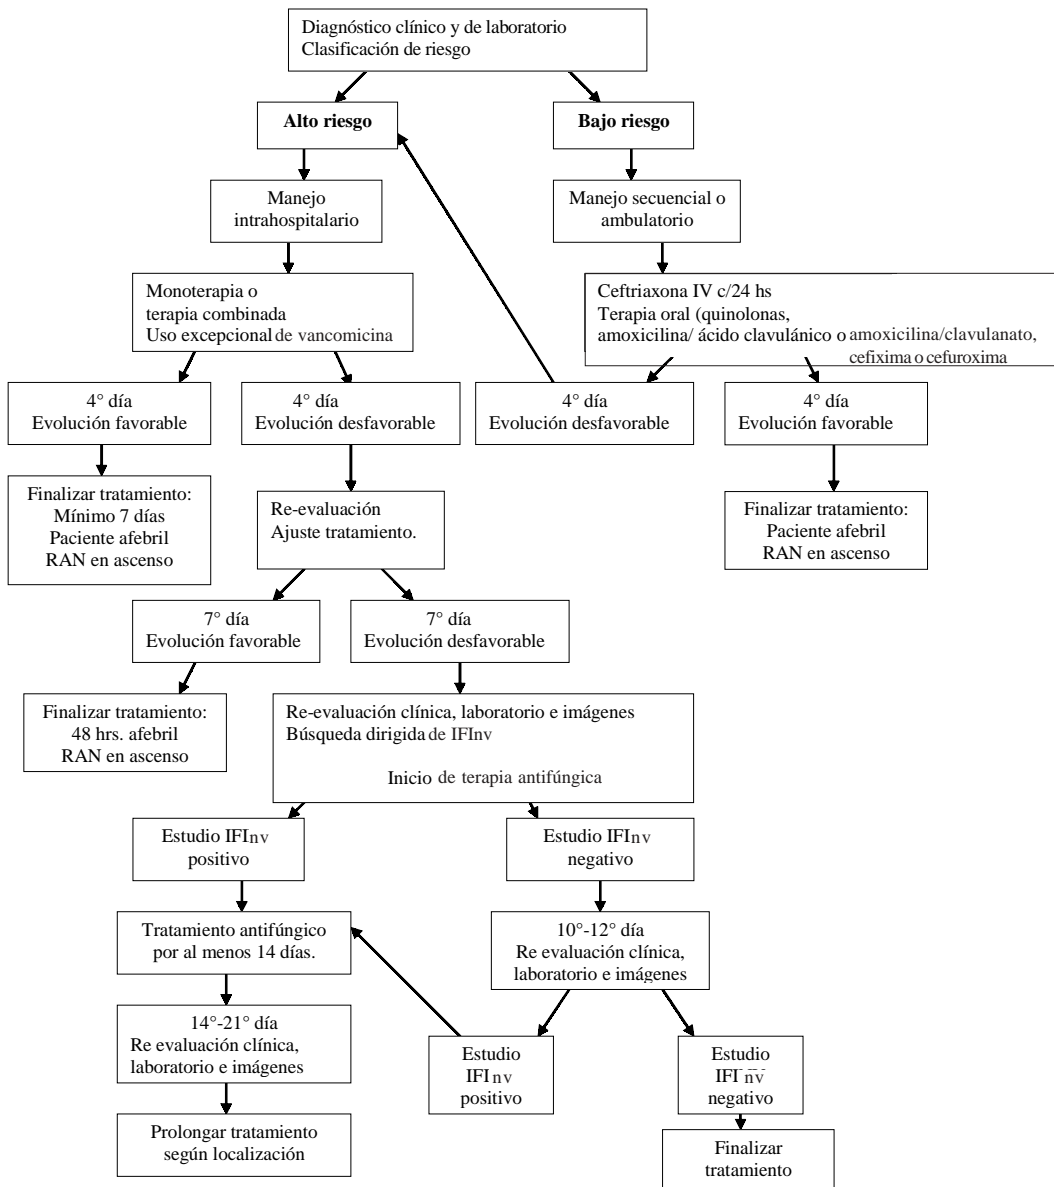 Diagnóstico clínico y de laboratorio
Clasificación de riesgo
Alto riesgo
Bajo riesgo
Manejo
intrahospitalario
Manejo secuencial o
ambulatorio
Monoterapia o
terapia combinada
Uso excepcional de vancomicina
Ceftriaxona IV c/24 hs
Terapia oral (quinolonas,
amoxicilina/ ácido clavulánico o amoxicilina/clavulanato,
cefixima o cefuroxima
4° día
Evolución favorable
4° día
Evolución desfavorable
4° día
Evolución desfavorable
4° día
Evolución favorable
Finalizar tratamiento:
Mínimo 7 días
Paciente afebril
RAN en ascenso
Re-evaluación
Ajuste tratamiento.
Finalizar tratamiento:
Paciente afebril
RAN en ascenso
7° día
Evolución favorable
7° día
Evolución desfavorable
Finalizar tratamiento:
48 hrs. afebril
RAN en ascenso
Re-evaluación clínica, laboratorio e imágenes
Búsqueda dirigida de IFInv
Inicio de terapia antifúngica
Estudio IFInv
positivo
Estudio IFInv
negativo
Tratamiento antifúngico
por al menos 14 días.
10°-12° día
Re evaluación clínica,
laboratorio e imágenes
14°-21° día
Re evaluación clínica,
laboratorio e imágenes
Estudio
IFInv
positivo
Estudio
IFInv
negativo
Prolongar tratamiento
según localización
Finalizar
tratamiento